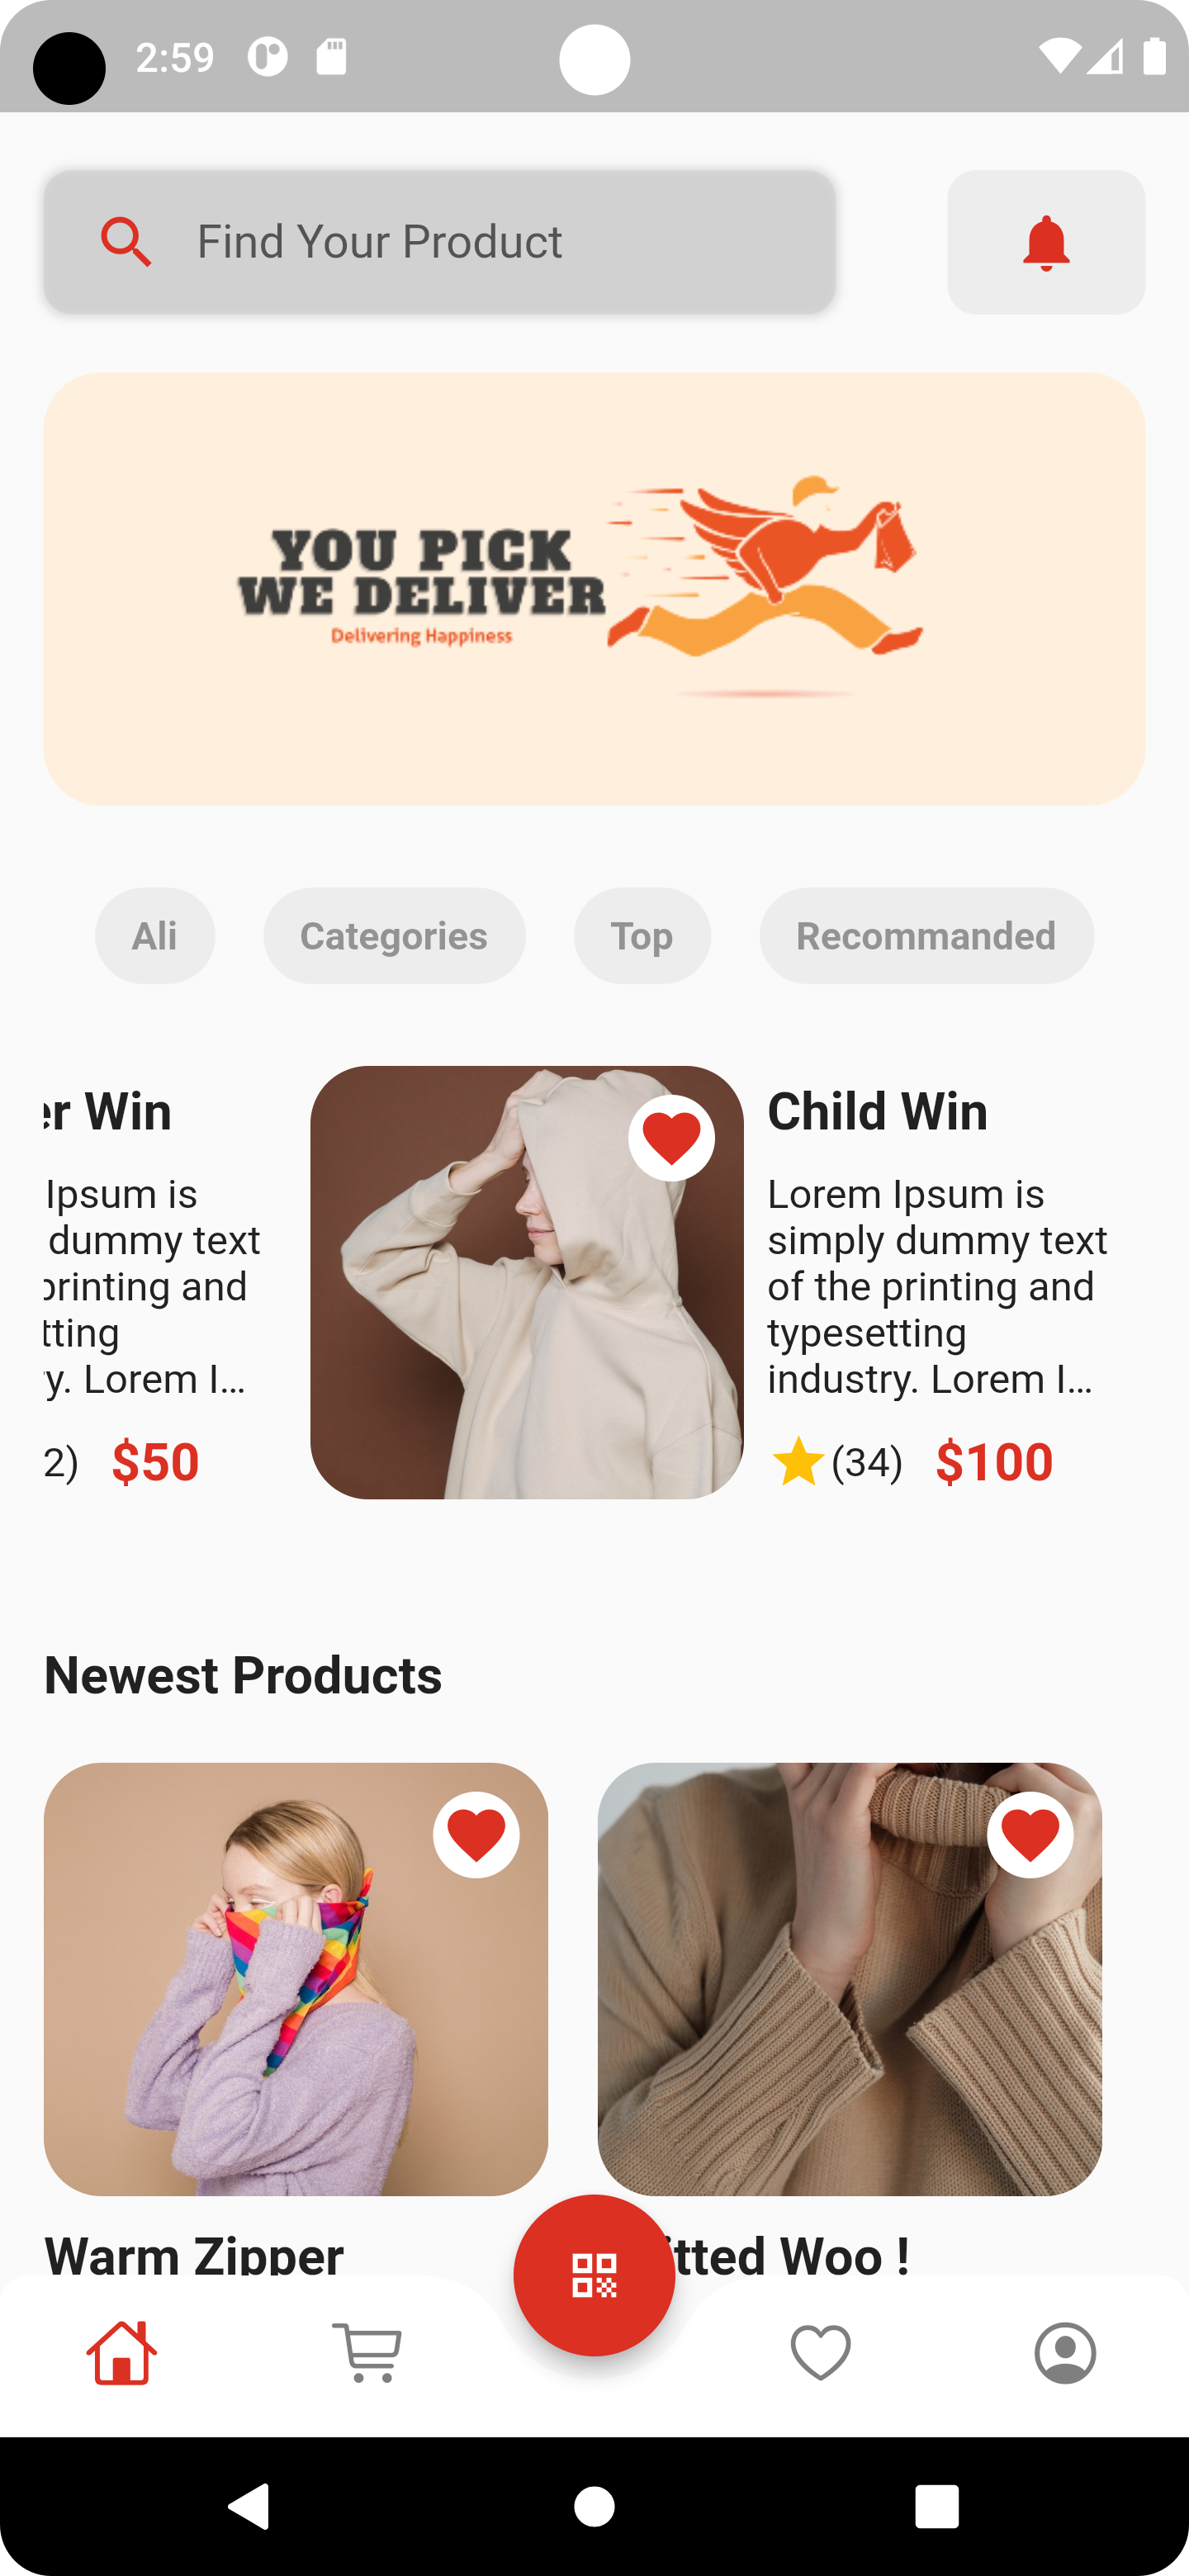 2:59
Find Your Product
YOU PICK
WE DELIVER
Delivering Happiness
Ali
Categories
Top
Recommanded
er Win
Ipsum is
dummy text
printing and
tting
ry. Lorem I...
2)
$50
Child Win
Lorem Ipsum is
simply dummy text
of the printing and
typesetting
industry. Lorem I...
(34)
$100
Newest Products
Warm Zipper
itted Woo !